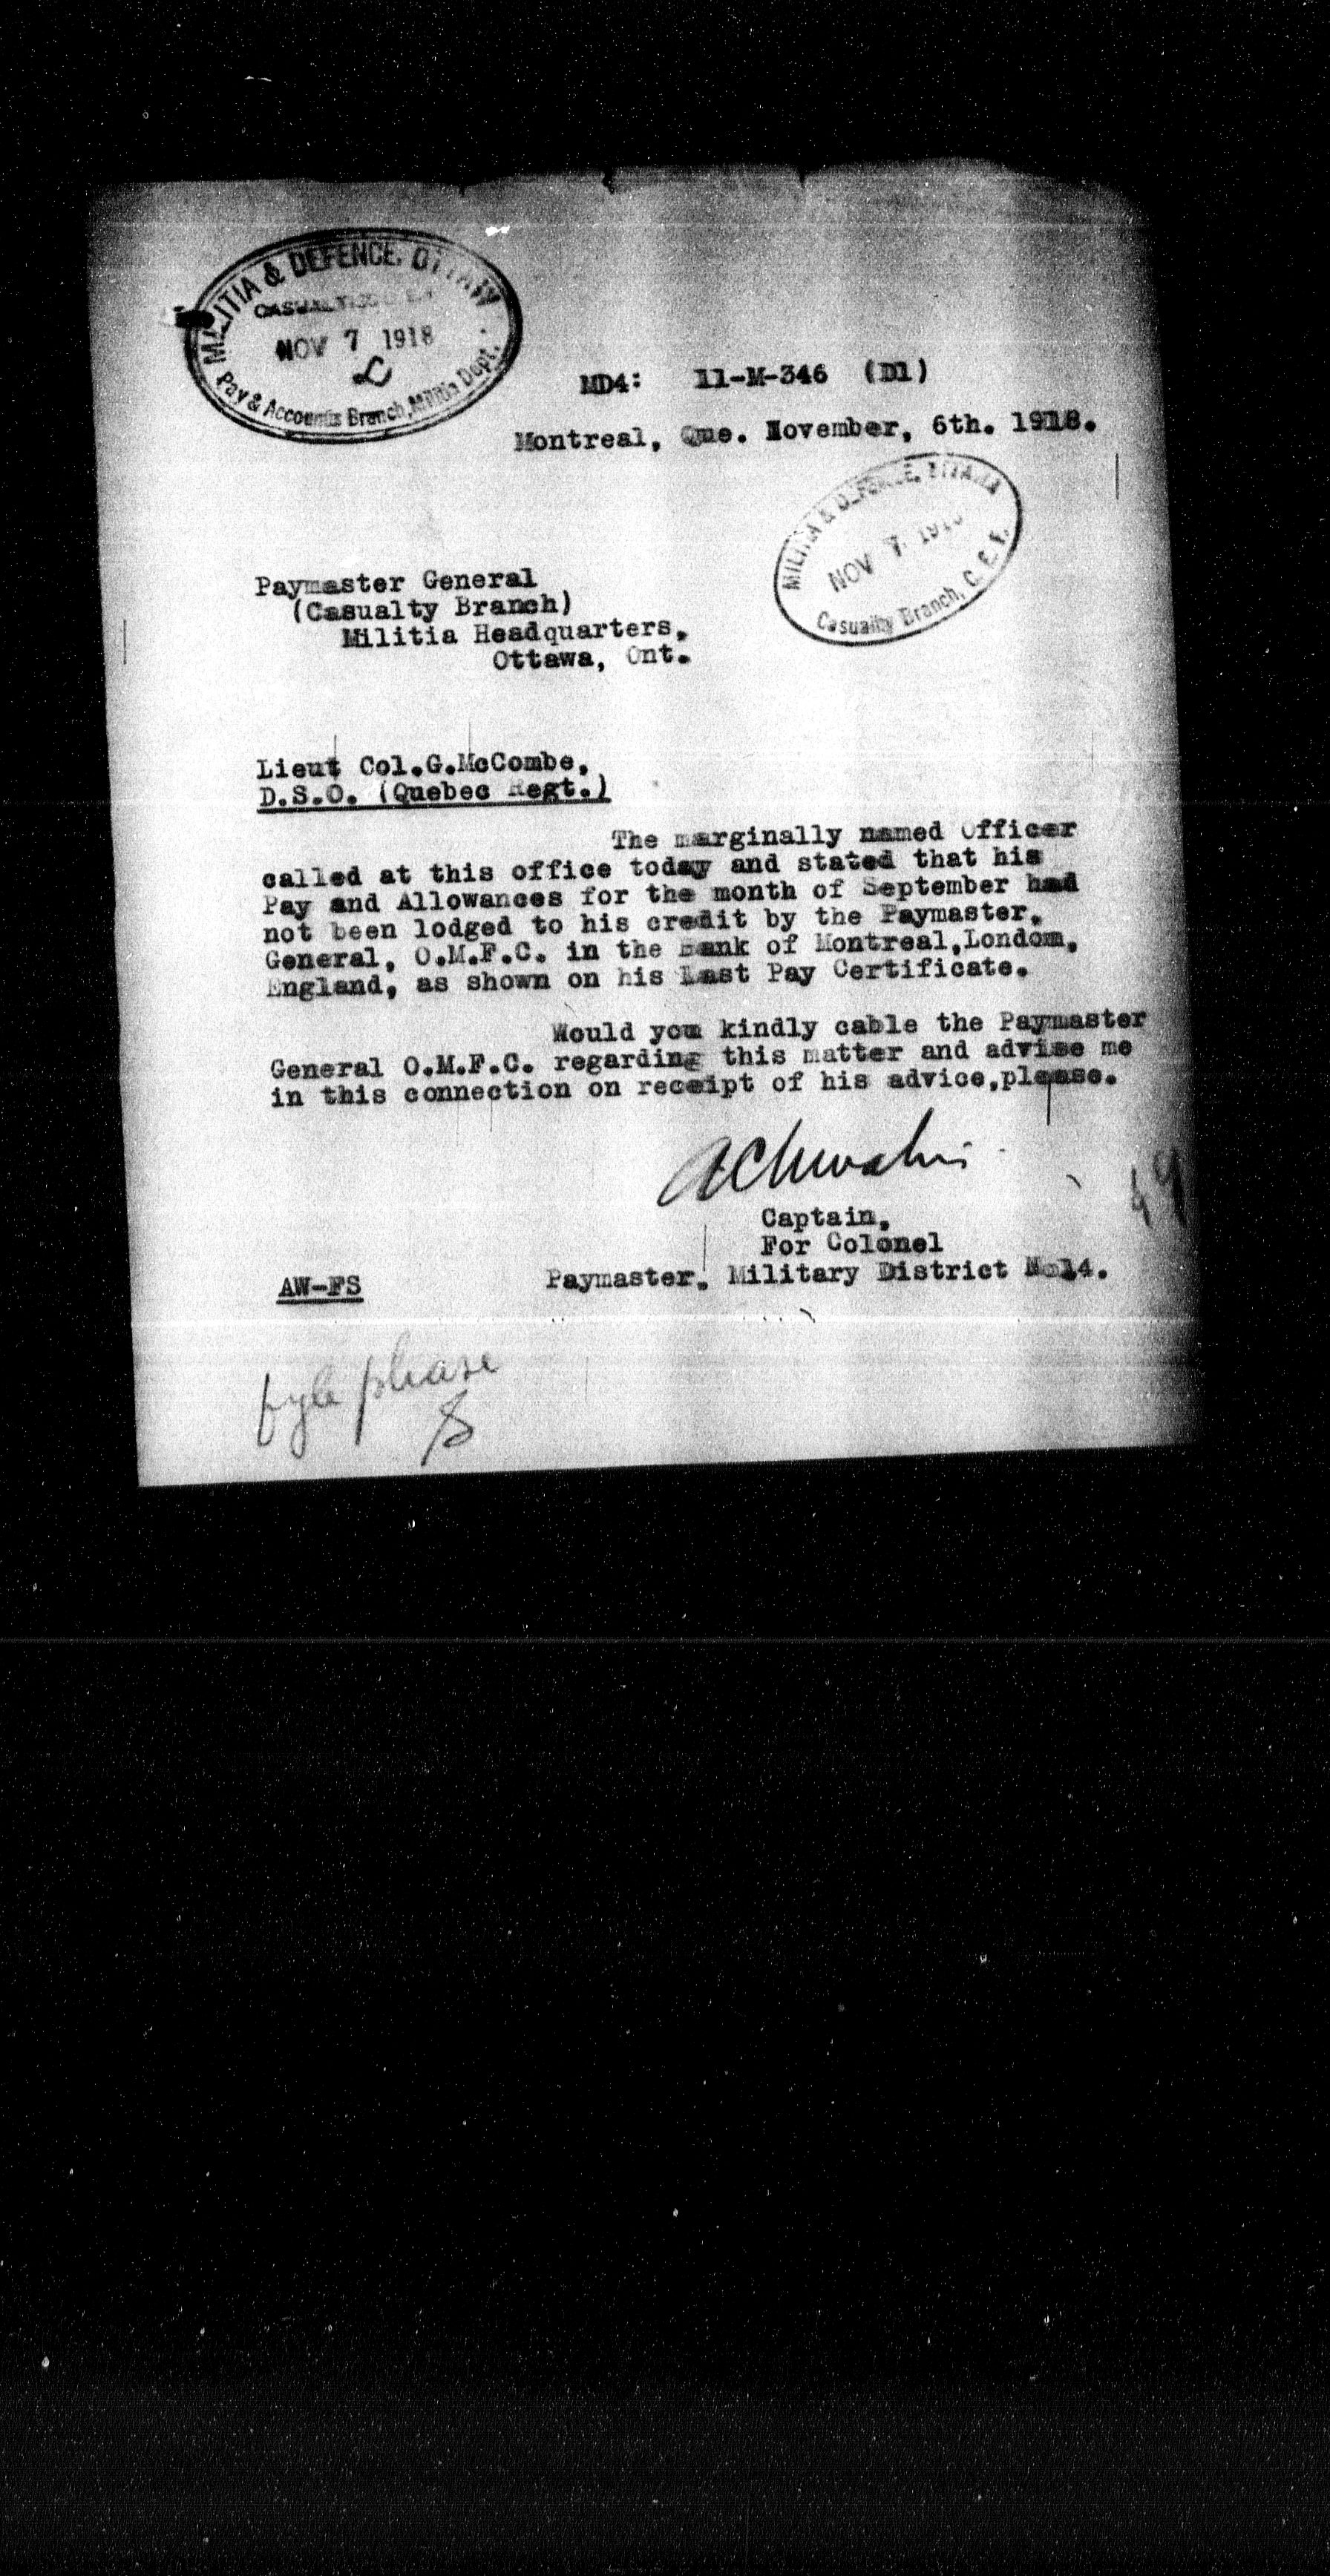 MILITIA & DEFENCE. OTTAW
NOV 7 1918
Pay & Accounts Branch, Militia Dept.
MD4: 11-M-346 (D1)
Montreal, Que. November, 6th. 1918.
MILITIA & DEFENCE, OTTAWA
NOV 7 191
Casualty Branch, C. E. F.
Paymaster General
(Casualty Branch)
Militia Headquarters,
Ottawa, Ont.
Lieut Col.G.McCombe,
D.S.O. (Quebec Regt.)
The marginally named Officer
called at this office today and stated that his
Pay and Allowances for the month of September had
not been lodged to his credit by the Paymaster,
General, O.M.F.C. in the Bank of Montreal,London,
England, as shown on his Last Pay Certificate.
Would you kindly cable the Paymaster
General O.M.F.C. regarding this matter and advise me
in this connection on receipt of his advice,please.
Captain,
For Colonel
AW-FS Paymaster, Military District No.4.
fyle please